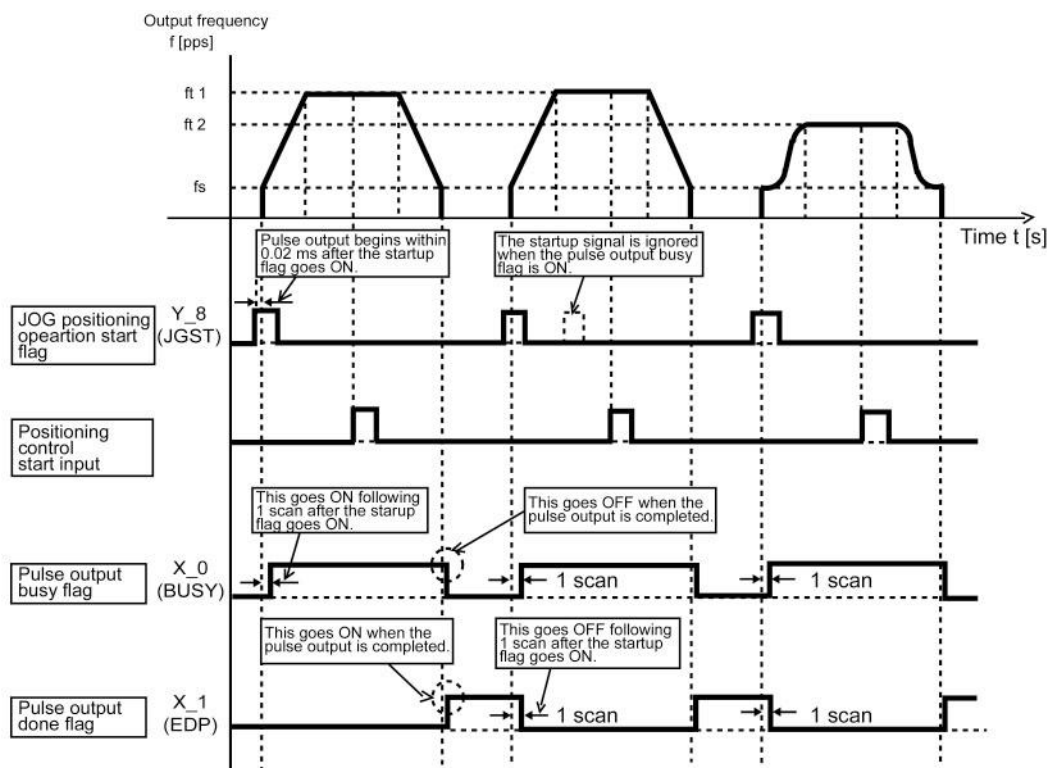 Output frequency
f [pps]
ft 1
ft 2
fs
Time t [s]
Pulse output begins within
0.02 ms after the startup
flag goes ON.
The startup signal is ignored
when the pulse output busy
flag is ON.
JOG positioning
opeartion start
flag
Y_8
(JGST)
Positioning
control
start input
This goes ON following
1 scan after the starup
flag goes ON.
This goes OFF when the
pulse output is completed.
Pulse output
busy flag
X_0
(BUSY)
1 scan
1 scan
This goes ON when the
pulse output is completed.
This goes OFF following
1 scan after the startup
flag goes ON.
Pulse output
done flag
X_1
(EDP)
1 scan
1 scan